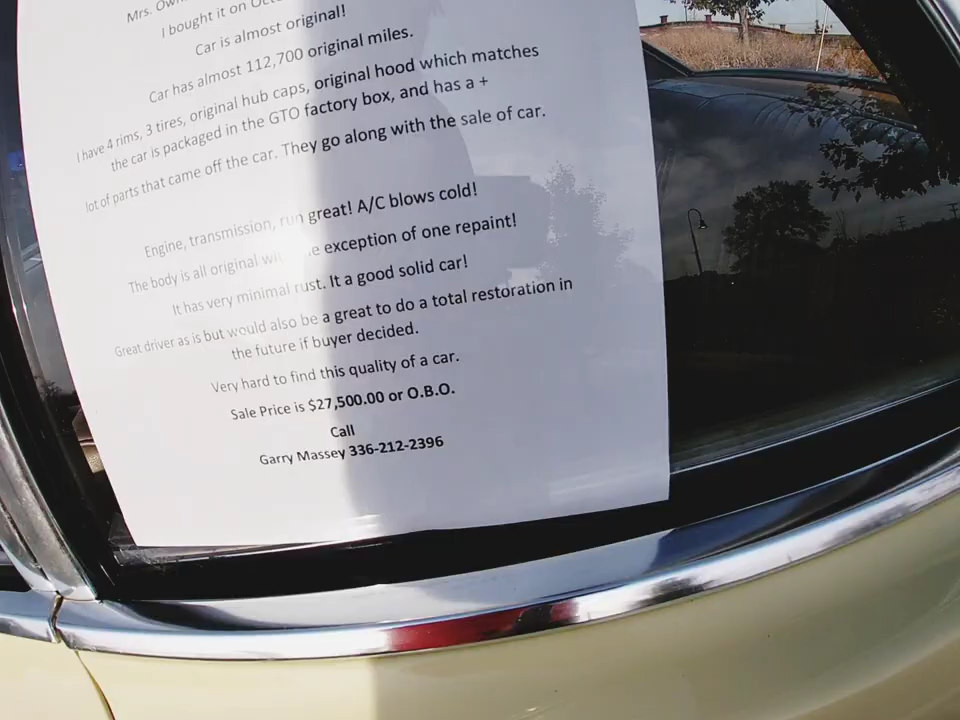 Mrs.
I bought it on
Car is almost original!
Car has almost 112,700 original miles.
I have 4 rims, 3 tires, original hub caps, original hood which matches
the car is packaged in the GTO factory box, and has a +
lot of parts that came off the car. They go along with the sale of car.
Engine, transmission, run great! A/C blows cold!
The body is all original exception of one repaint!
It has very minimal rust. It a good solid car!
Great driver as is but would also be a great to do a total restoration in
the future if buyer decided.
Very hard to find this quality of a car.
Sale Price is $27,500.00 or O.B.O.
Call
Garry Massey 336-212-2396